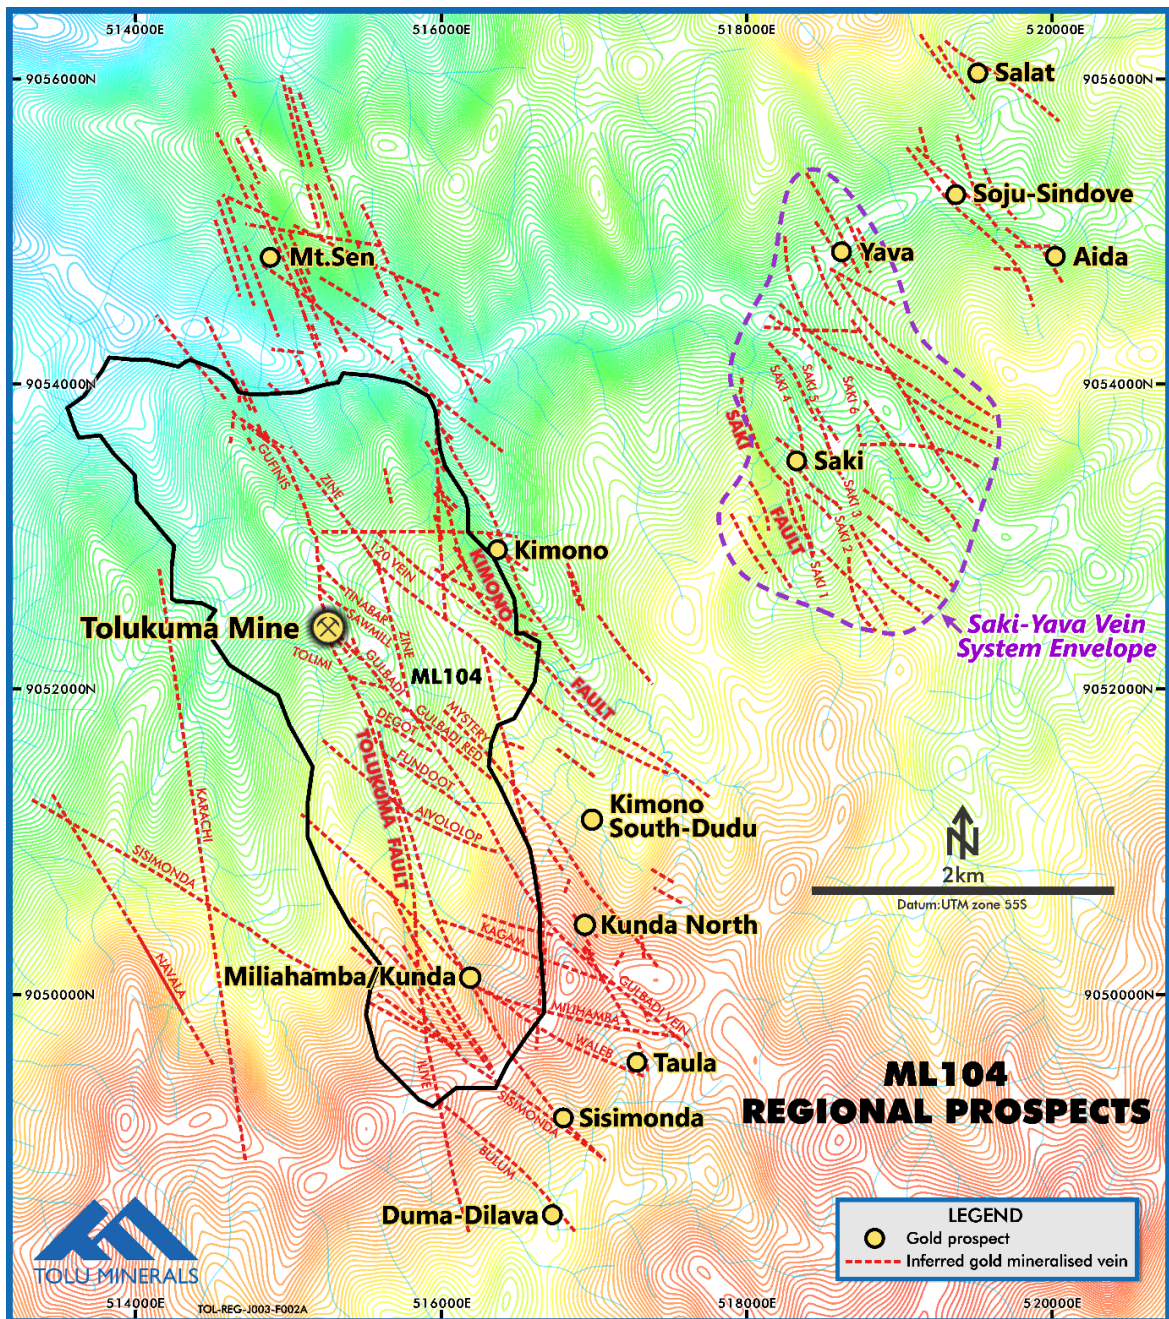 514000E
516000E
518000E
520000E
9056000N
9056000N
Salat
Soju-Sindove
Mt.Sen
Yava
Aida
9054000N
9054000N
SAKI 4
SAKI 5
SAKI 6
SAKI
Saki
GUFINIS
ZINE
SAKI 3
FAULT
SAKI 2
SAKI 1
Kimono
120 VEIN
KIMONO
TINABAR
SAWMILL
ZINE
Tolukuma Mine
TOLIMI
GULBADI
ML104
Saki-Yava Vein
System Envelope
9052000N
9052000N
FAULT
MYSTERY
GULBADI RED
DEGOT
TOLUKUMA FAULT
FUNDOOT
KARACHI
AIVOLOLOP
Kimono
South-Dudu
N
2km
Datum:UTM zone 55S
SISIMONDA
NAVALA
KAGAM
Kunda North
Miliahamba/Kunda
GULBADI VEIN
9050000N
9050000N
MILIHAMBA
WALEB
Taula
ML104
REGIONAL PROSPECTS
ILIVE
SISIMONDA
Sisimonda
BULUM
Duma-Dilava
LEGEND
Gold prospect
Inferred gold mineralised vein
TOLU MINERALS
TOL-REG-J003-F002A
514000E
516000E
518000E
520000E